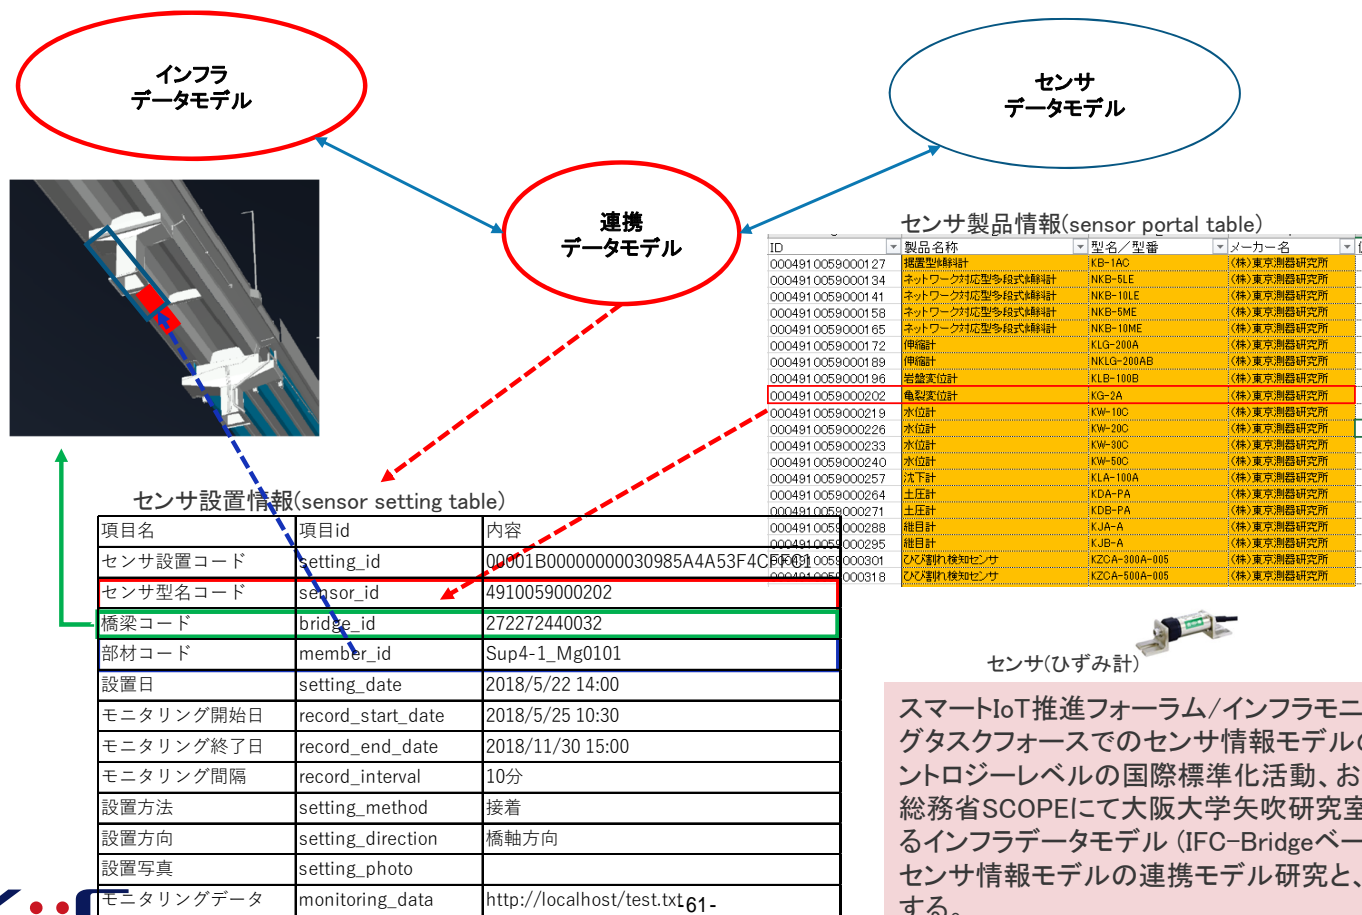 インフラ
データモデル
センサ
データモデル
連携
データモデル
センサ製品情報(sensor portal table)
ID 製品名称 型名／型番 メーカー名
0004910059000127 据置型傾斜計 KB-1AC (株)東京測器研究所
0004910059000134 ネットワーク対応型多段式傾斜計 NKB-5LE (株)東京測器研究所
0004910059000141 ネットワーク対応型多段式傾斜計 NKB-10LE (株)東京測器研究所
0004910059000158 ネットワーク対応型多段式傾斜計 NKB-5ME (株)東京測器研究所
0004910059000165 ネットワーク対応型多段式傾斜計 NKB-10ME (株)東京測器研究所
0004910059000172 伸縮計 KLG-200A (株)東京測器研究所
0004910059000189 伸縮計 NKLG-200AB (株)東京測器研究所
0004910059000196 岩盤変位計 KLB-100B (株)東京測器研究所
0004910059000202 亀裂変位計 KG-2A (株)東京測器研究所
0004910059000219 水位計 KW-10C (株)東京測器研究所
0004910059000226 水位計 KW-20C (株)東京測器研究所
0004910059000233 水位計 KW-30C (株)東京測器研究所
0004910059000240 水位計 KW-50C (株)東京測器研究所
0004910059000257 沈下計 KLA-100A (株)東京測器研究所
0004910059000264 土圧計 KDA-PA (株)東京測器研究所
0004910059000271 土圧計 KDB-PA (株)東京測器研究所
0004910059000288 継目計 KJA-A (株)東京測器研究所
0004910059000295 継目計 KJB-A (株)東京測器研究所
0004910059000301 ひび割れ検知センサ KZCA-300A-005 (株)東京測器研究所
0004910059000318 ひび割れ検知センサ KZCA-500A-005 (株)東京測器研究所
センサ設置情報(sensor setting table)
項目名 項目id 内容
センサ設置コード setting_id
センサ型名コード sensor_id 4910059000202
橋梁コード bridge_id 272272440032
部材コード member_id Sup4-1_Mg0101
設置日 setting_date 2018/5/22 14:00
モニタリング開始日 record_start_date 2018/5/25 10:30
モニタリング終了日 record_end_date 2018/11/30 15:00
モニタリング間隔 record_interval 10分
設置方法 setting_method 接着
設置方向 setting_direction 橋軸方向
設置写真 setting_photo
モニタリングデータ monitoring_data http://localhost/test.txt
センサ(ひずみ計)
スマートIoT推進フォーラム/インフラモニ
グタスクフォースでのセンサ情報モデルの
ントロジーレベルの国際標準化活動、お
総務省SCOPEにて大阪大学矢吹研究室
るインフラデータモデル (IFC-Bridgeベー
センサ情報モデルの連携モデル研究と、
する。
-61-